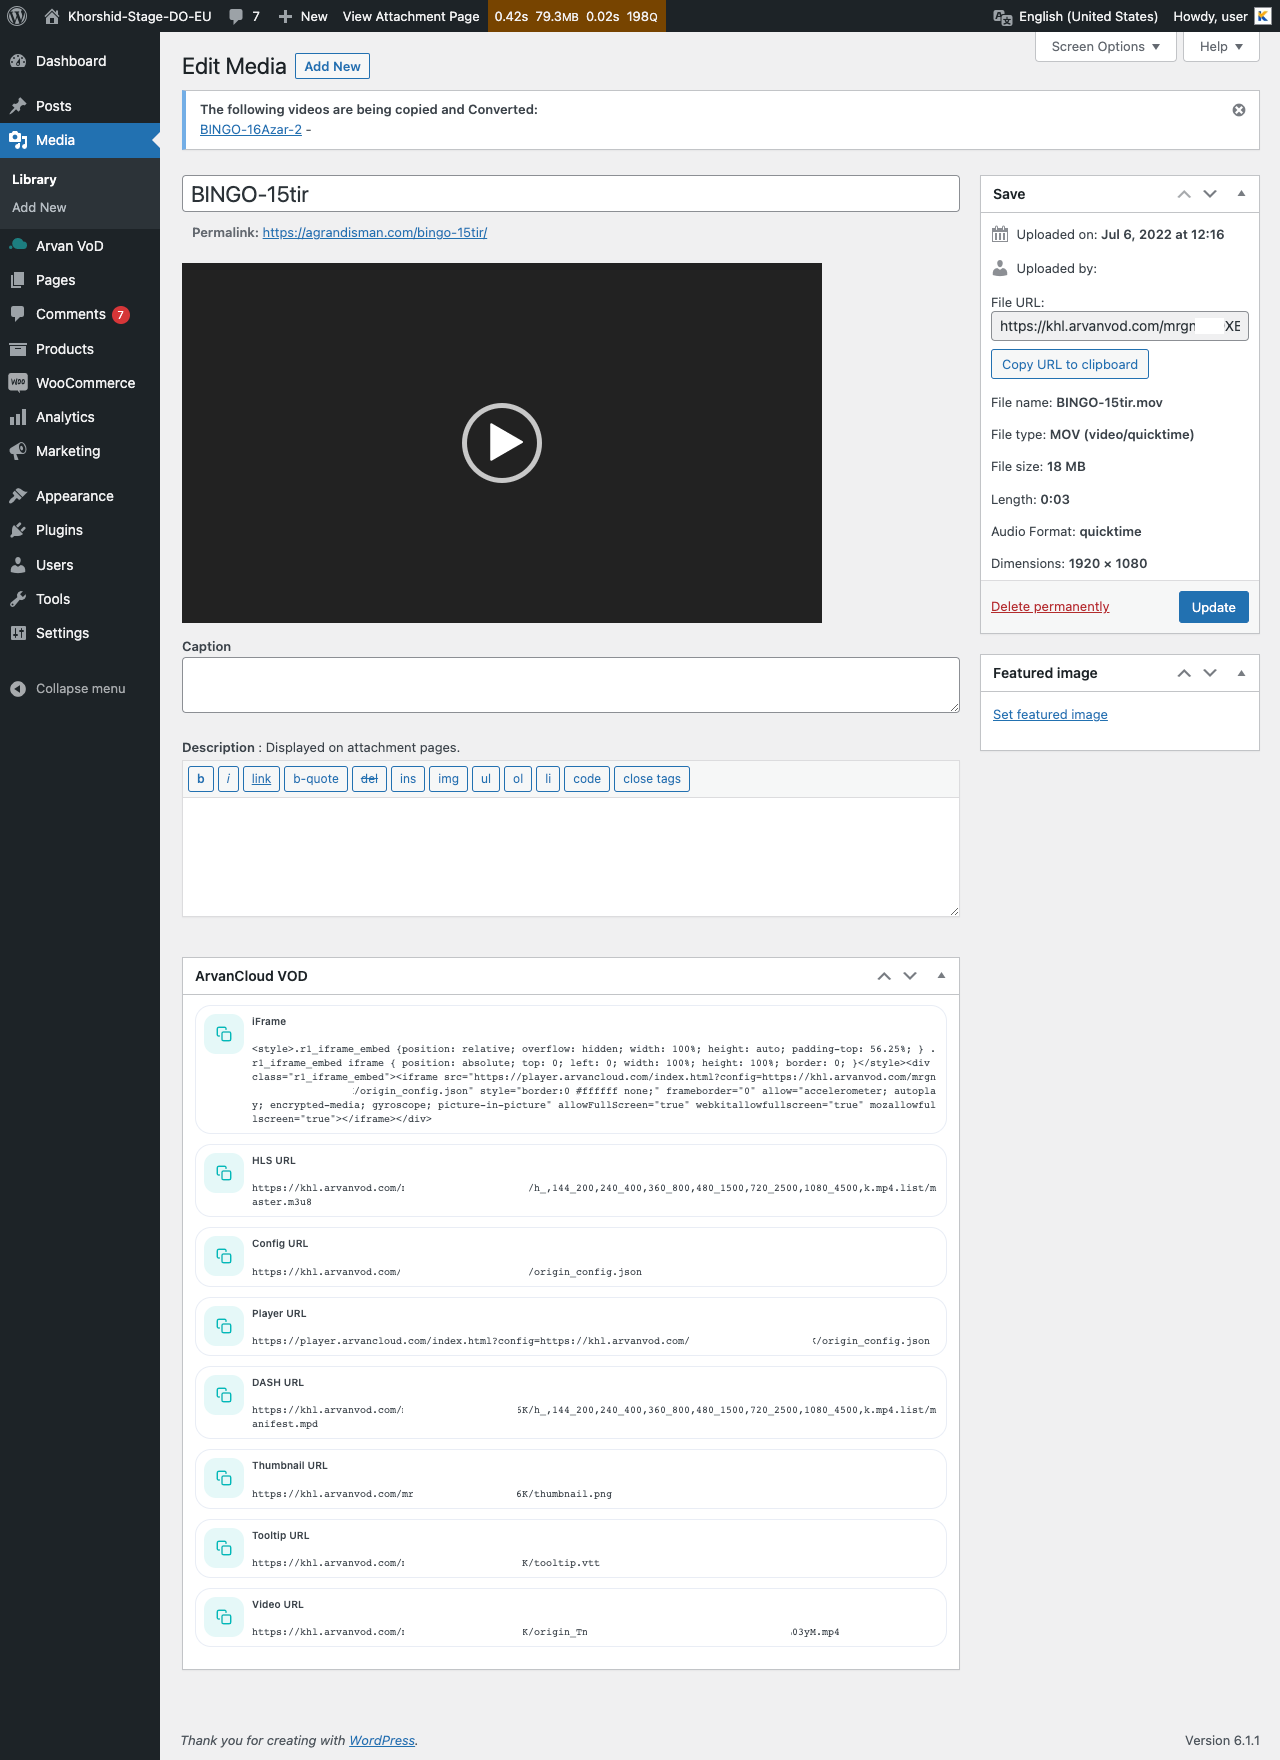 Khorshid-Stage-DO-EU 7 New View Attachment Page 0.42s 79.3MB 0.02s 198Q English (United States) Howdy, user
Screen Options Help
Dashboard
Posts
Media
Library
Add New
Arvan VoD
Pages
Comments 7
Products
WooCommerce
Analytics
Marketing
Appearance
Plugins
Users
Tools
Settings
Collapse menu
Edit Media Add New
The following videos are being copied and Converted:
BINGO-16Azar-2 -
BINGO-15tir
Permalink: https://agrandisman.com/bingo-15tir/
Caption
Description : Displayed on attachment pages.
b i link b-quote del ins img ul ol li code close tags
ArvanCloud VOD
iFrame
<style>.r1_iframe_embed {position: relative; overflow: hidden; width: 100%; height: auto; padding-top: 56.25%; } .
r1_iframe_embed iframe { position: absolute; top: 0; left: 0; width: 100%; height: 100%; border: 0; }</style><div
class="r1_iframe_embed"><iframe src="https://player.arvancloud.com/index.html?config=https://khl.arvanvod.com/mrgn
/origin_config.json" style="border:0 #ffffff none;" frameborder="0" allow="accelerometer; autopla
y; encrypted-media; gyroscope; picture-in-picture" allowFullScreen="true" webkitallowfullscreen="true" mozallowfu
llscreen="true"></iframe></div>
HLS URL
https://khl.arvanvod.com/ /h_,144_200,240_400,360_800,480_1500,720_2500,1080_4500,k.mp4.list/m
aster.m3u8
Config URL
https://khl.arvanvod.com/ /origin_config.json
Player URL
https://player.arvancloud.com/index.html?config=https://khl.arvanvod.com/ /origin_config.json
DASH URL
https://khl.arvanvod.com/ K/h_,144_200,240_400,360_800,480_1500,720_2500,1080_4500,k.mp4.list/m
anifest.mpd
Thumbnail URL
https://khl.arvanvod.com/mr 6K/thumbnail.png
Tooltip URL
https://khl.arvanvod.com/ K/tooltip.vtt
Video URL
https://khl.arvanvod.com/ K/origin_Tn 03yM.mp4
Save
Uploaded on: Jul 6, 2022 at 12:16
Uploaded by:
File URL:
https://khl.arvanvod.com/mrgn XE
Copy URL to clipboard
File name: BINGO-15tir.mov
File type: MOV (video/quicktime)
File size: 18 MB
Length: 0:03
Audio Format: quicktime
Dimensions: 1920 × 1080
Delete permanently Update
Featured image
Set featured image
Thank you for creating with WordPress.
Version 6.1.1